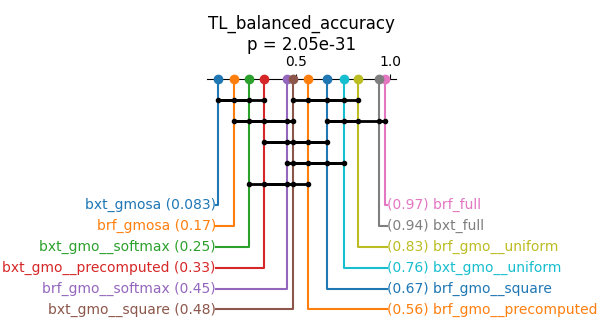 TL_balanced_accuracy
p = 2.05e-31
0.5 1.0
bxt_gmosa (0.083) (0.97) brf_full
brf_gmosa (0.17) (0.94) bxt_full
bxt_gmo__softmax (0.25) (0.83) brf_gmo__uniform
bxt_gmo__precomputed (0.33) (0.76) bxt_gmo__uniform
brf_gmo__softmax (0.45) (0.67) brf_gmo__square
bxt_gmo__square (0.48) (0.56) brf_gmo__precomputed